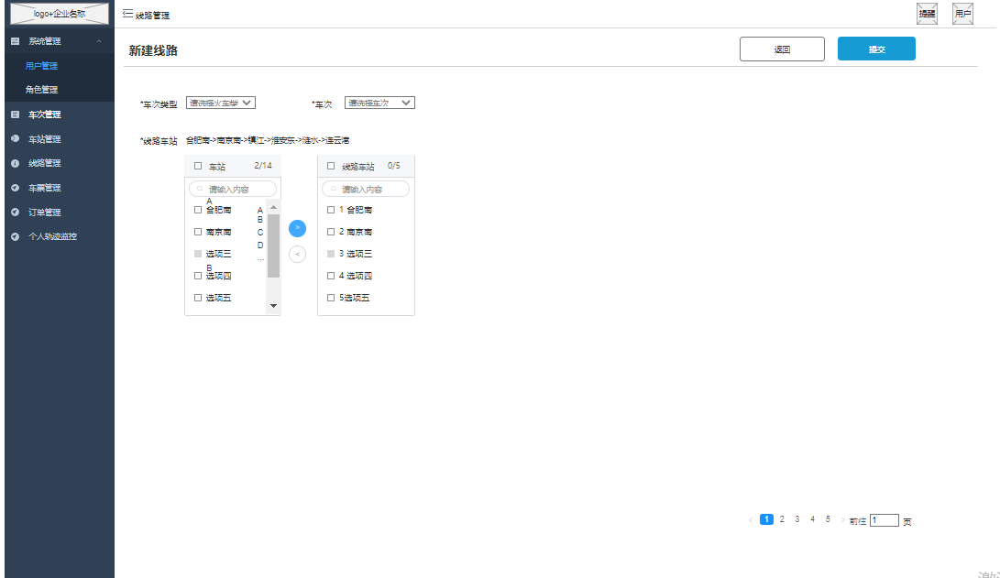 logo+企业名称
线路管理
提醒
用户
系统管理
用户管理
角色管理
车次管理
车站管理
线路管理
车票管理
订单管理
个人轨迹监控
新建线路
返回
提交
*车次类型
请选择火车类
*车次
请选择车次
*线路车站
合肥南->南京南->镇江->淮安东->涟水->连云港
车站 2/14
请输入内容
A
合肥南
南京南
选项三
B
选项四
选项五
A
B
C
D
...
>
<
线路车站 0/5
请输入内容
1 合肥南
2 南京南
3 选项三
4 选项四
5选项五
< 1 2 3 4 5 > 前往 1 页